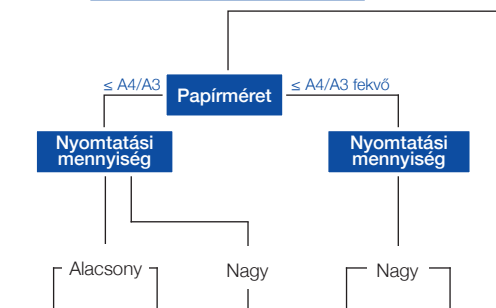 ≤ A4/A3
Papírméret
≤ A4/A3 fekvő
Nyomtatási
mennyiség
Nyomtatási
mennyiség
Alacsony
Nagy
Nagy